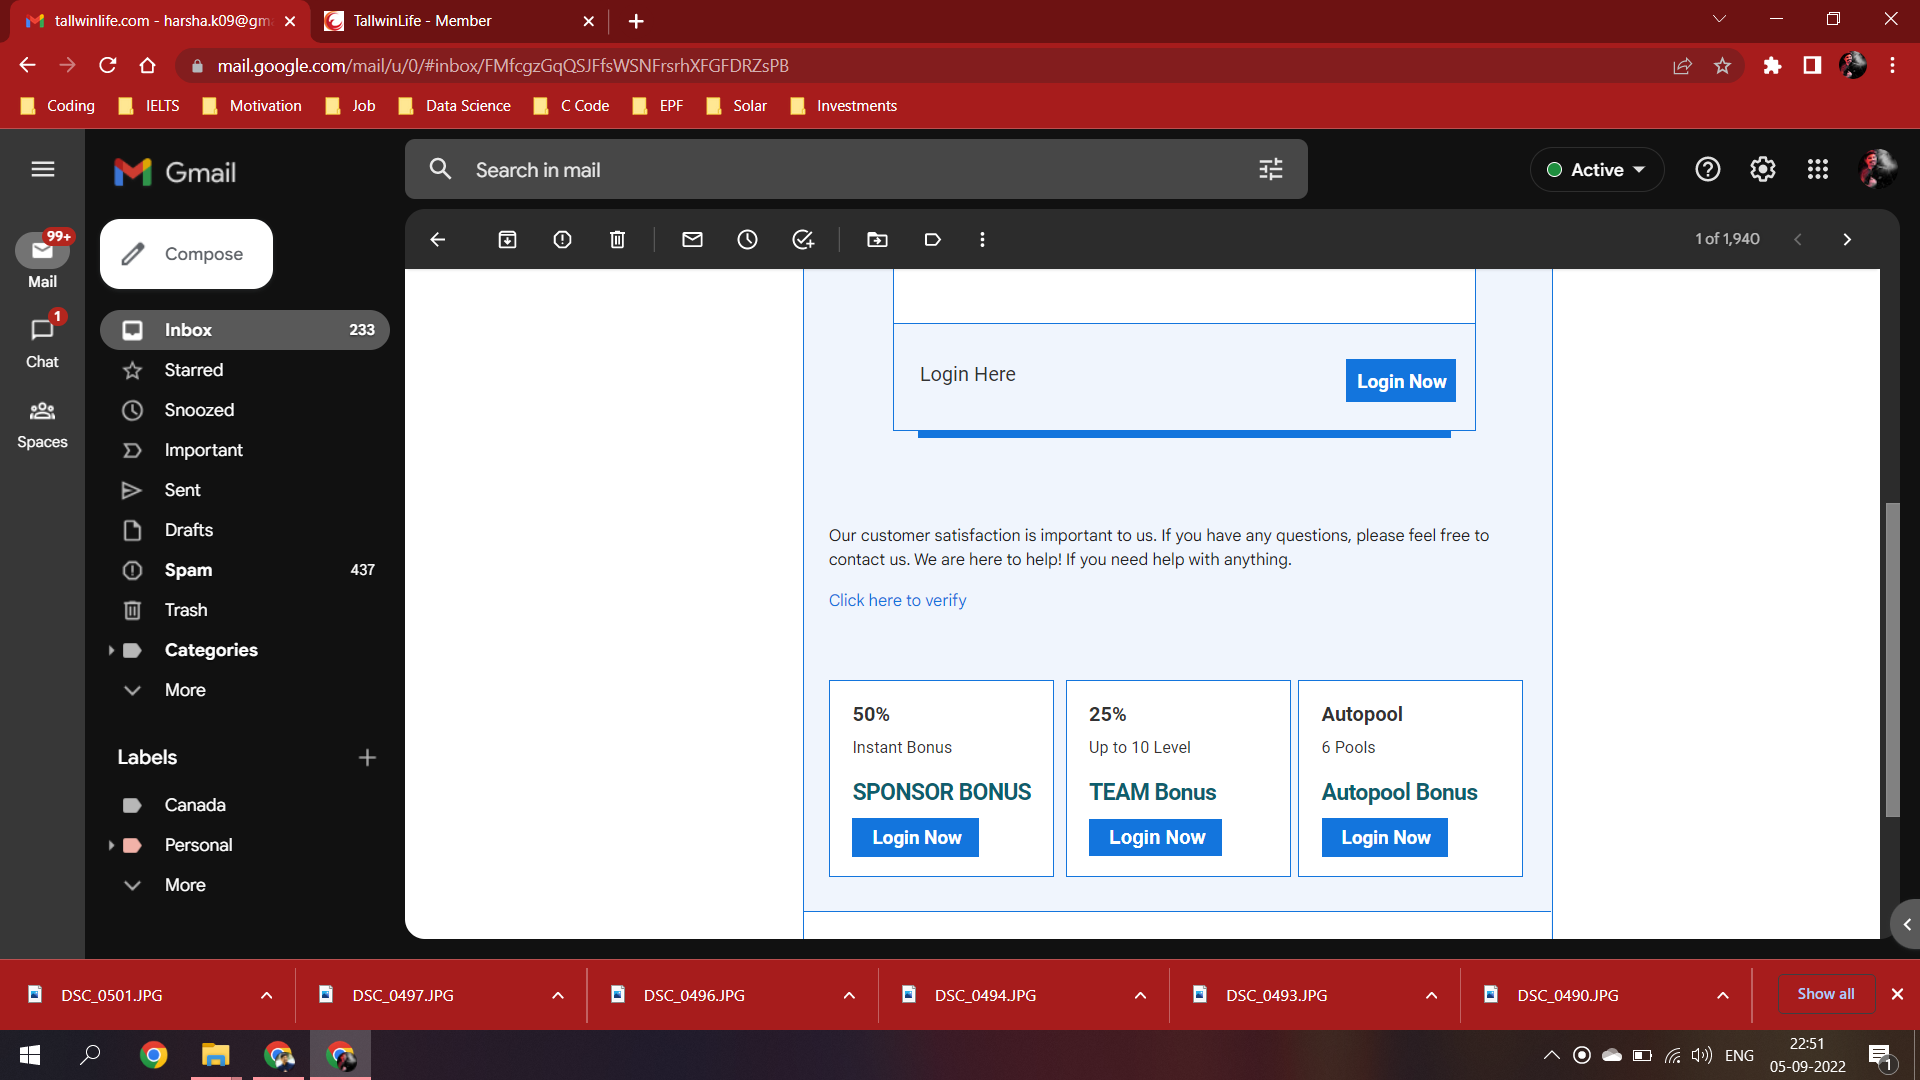 tallwinlife.com - harsha.k09@gm
TallwinLife - Member
mail.google.com/mail/u/0/#inbox/FMfcgzGqQSJFfsWSNFrsrhXFGFDRZsPB
Coding
IELTS
Motivation
Job
Data Science
C Code
EPF
Solar
Investments
Gmail
Search in mail
Active
99+
Mail
1
Chat
Spaces
Compose
Inbox 233
Starred
Snoozed
Important
Sent
Drafts
Spam 437
Trash
Categories
More
Labels
Canada
Personal
More
1 of 1,940
Login Here
Login Now
Our customer satisfaction is important to us. If you have any questions, please feel free to
contact us. We are here to help! If you need help with anything.
Click here to verify
50%
Instant Bonus
SPONSOR BONUS
Login Now
25%
Up to 10 Level
TEAM Bonus
Login Now
Autopool
6 Pools
Autopool Bonus
Login Now
DSC_0501.JPG
DSC_0497.JPG
DSC_0496.JPG
DSC_0494.JPG
DSC_0493.JPG
DSC_0490.JPG
Show all
ENG
22:51
05-09-2022
1